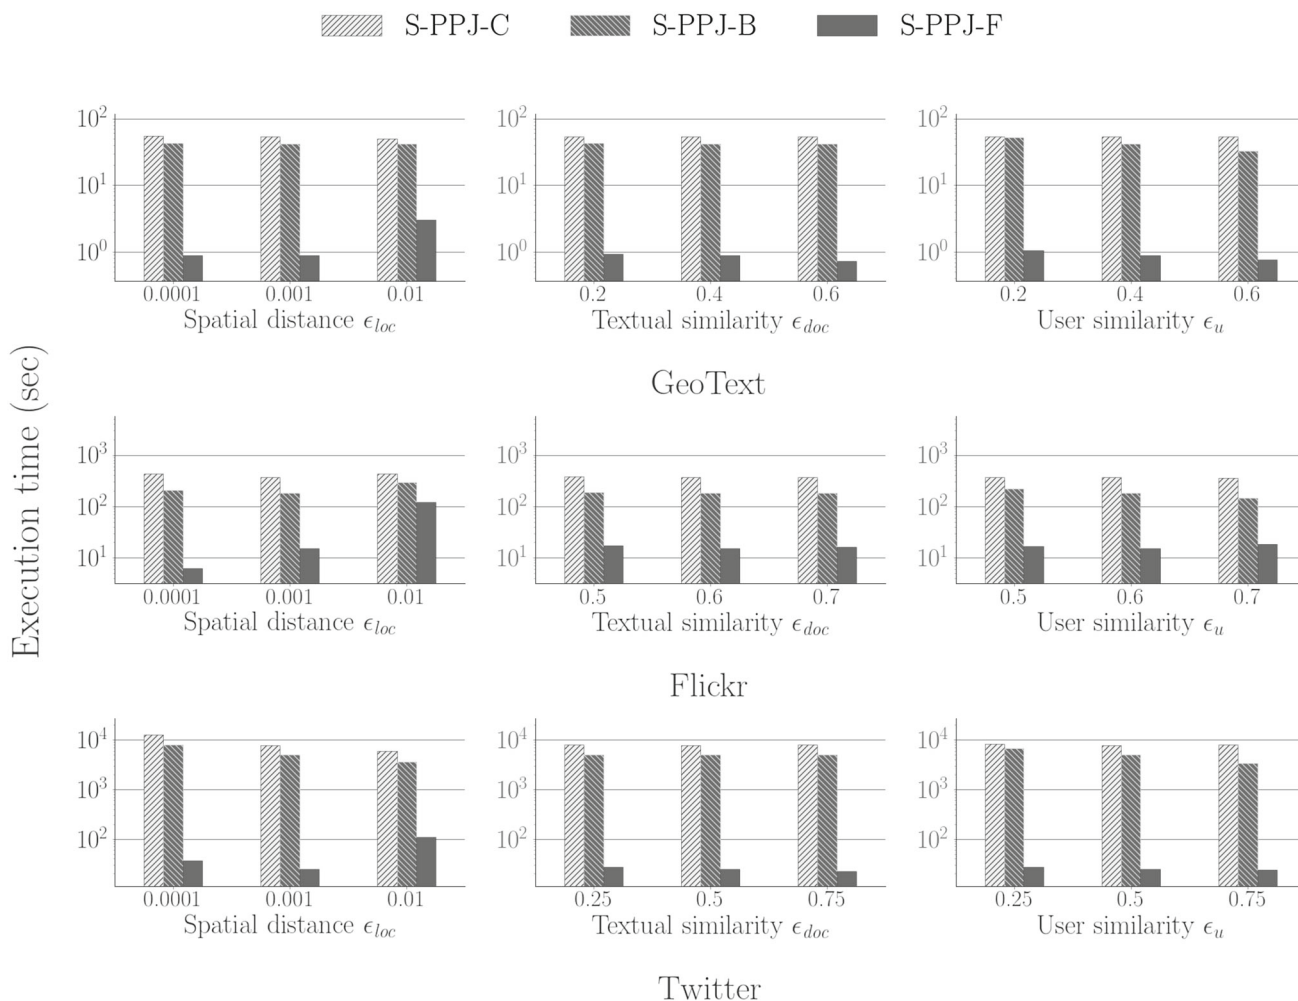 S-PPJ-C S-PPJ-B S-PPJ-F
Execution time (sec)
10^2 10^2 10^2
10^1 10^1 10^1
10^0 10^0 10^0
0.0001 0.001 0.01 0.2 0.4 0.6 0.2 0.4 0.6
Spatial distance ϵ_loc Textual similarity ϵ_doc User similarity ϵ_u
GeoText
10^3 10^3 10^3
10^2 10^2 10^2
10^1 10^1 10^1
0.0001 0.001 0.01 0.5 0.6 0.7 0.5 0.6 0.7
Spatial distance ϵ_loc Textual similarity ϵ_doc User similarity ϵ_u
Flickr
10^4 10^4 10^4
10^3 10^3 10^3
10^2 10^2 10^2
0.0001 0.001 0.01 0.25 0.5 0.75 0.25 0.5 0.75
Spatial distance ϵ_loc Textual similarity ϵ_doc User similarity ϵ_u
Twitter